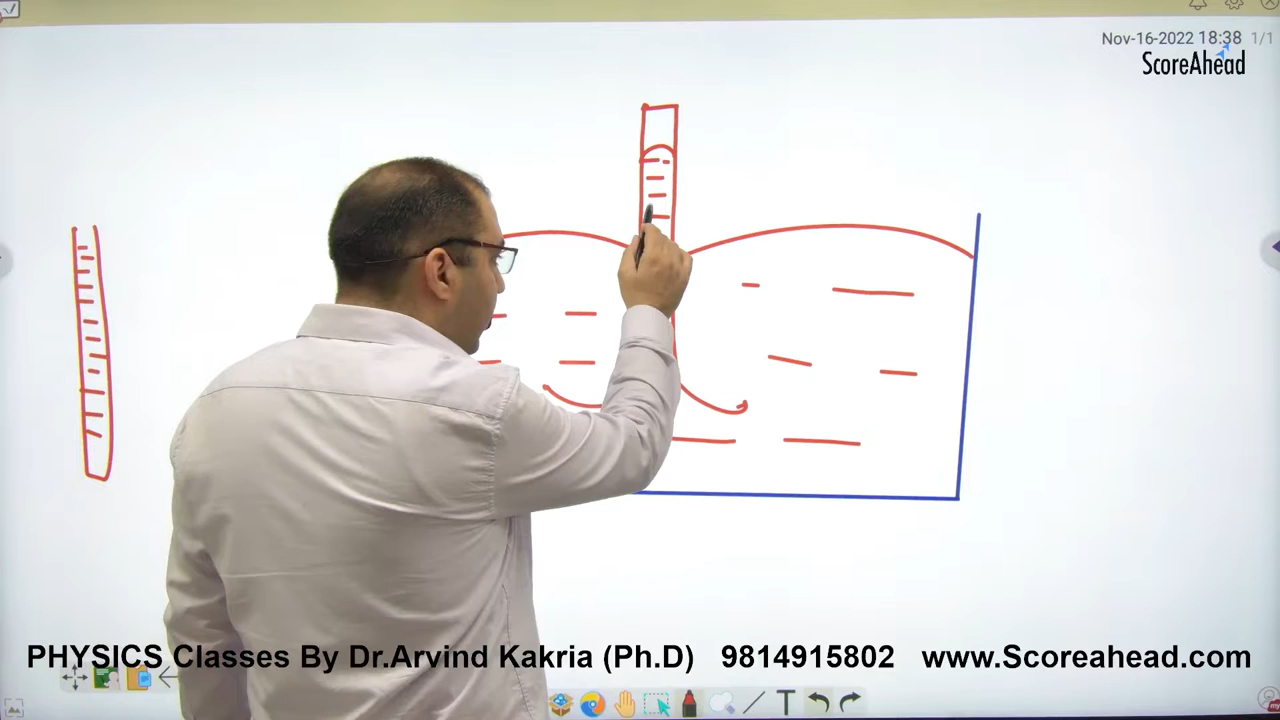 Nov-16-2022 18:38 1/1
ScoreAhead
PHYSICS Classes By Dr.Arvind Kakria (Ph.D) 9814915802 www.Scoreahead.com